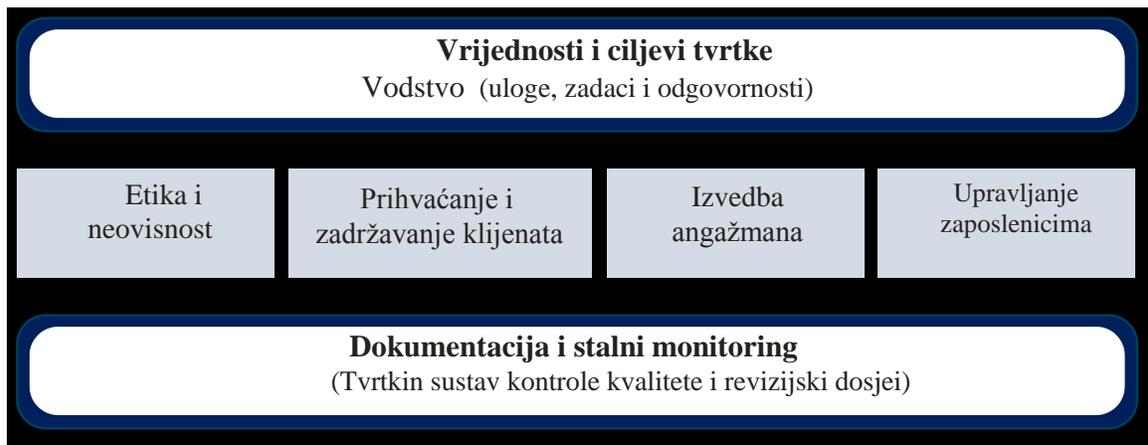 Vrijednosti i ciljevi tvrtke
Vodstvo (uloge, zadaci i odgovornosti)
Etika i
neovisnost
Prihvaćanje i
zadržavanje klijenata
Izvedba
angažmana
Upravljanje
zaposlenicima
Dokumentacija i stalni monitoring
(Tvrtkin sustav kontrole kvalitete i revizijski dosjei)